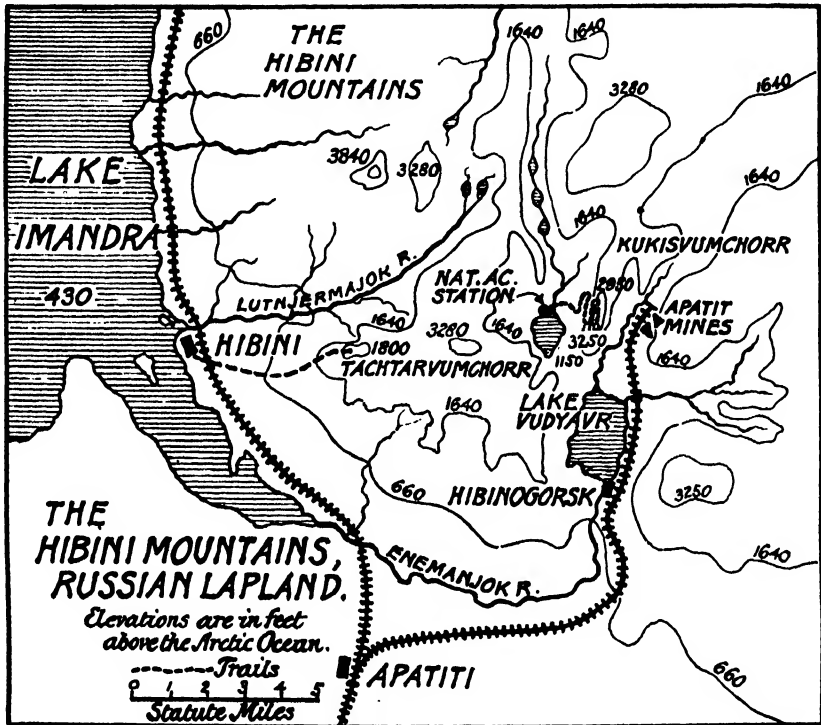 660
THE
HIBINI
MOUNTAINS
1640
1640
1640
3280
3840
3280
LAKE
IMANDRA
430
1640
KUKISVUMCHORR
LUTNJERMAJOK R.
NAT. AC.
STATION
2850
APATIT
MINES
1640
3280
1640
3250
1150
1640
HIBINI
1800
TACHTARVUMCHORR
1640
LAKE
VUDYAVR
660
HIBINOGORSK
3250
THE
HIBINI MOUNTAINS,
RUSSIAN LAPLAND.
ENEMANJOK R.
1640
Elevations are in feet
above the Arctic Ocean.
Trails
0 1 2 3 4 5
Statute Miles
APATITI
660